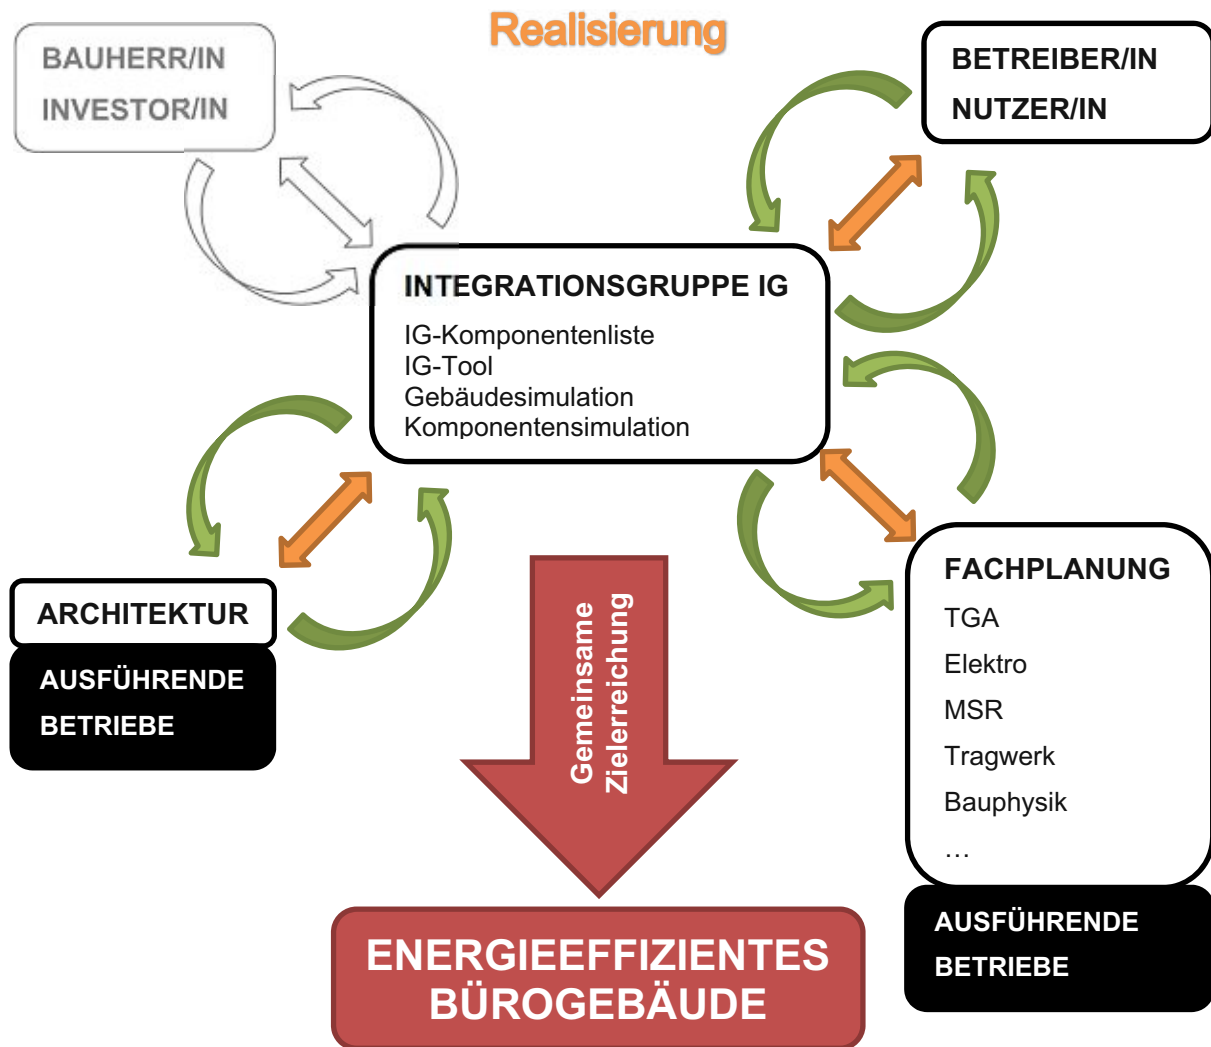 Realisierung
BAUHERR/IN
INVESTOR/IN
BETREIBER/IN
NUTZER/IN
INTEGRATIONSGRUPPE IG
IG-Komponentenliste
IG-Tool
Gebäudesimulation
Komponentensimulation
ARCHITEKTUR
AUSFÜHRENDE
BETRIEBE
Gemeinsame
Zielerreichung
FACHPLANUNG
TGA
Elektro
MSR
Tragwerk
Bauphysik
…
AUSFÜHRENDE
BETRIEBE
ENERGIEEFFIZIENTES
BÜROGEBÄUDE